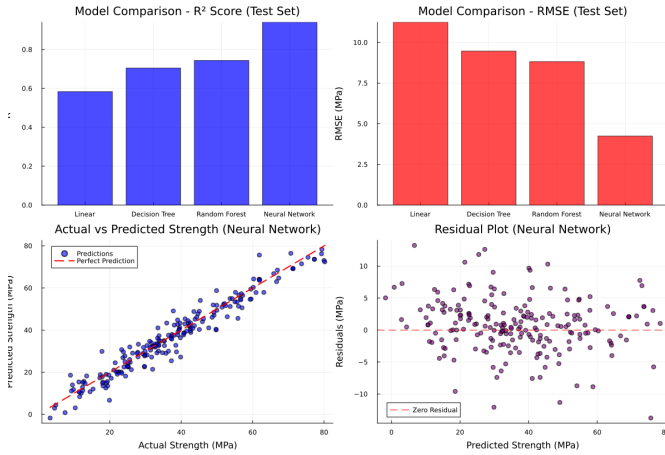 Model Comparison - R² Score (Test Set)
0.8
0.6
0.4
0.2
0.0
Linear
Decision Tree
Random Forest
Neural Network
Model Comparison - RMSE (Test Set)
RMSE (MPa)
10.0
7.5
5.0
2.5
0.0
Linear
Decision Tree
Random Forest
Neural Network
Actual vs Predicted Strength (Neural Network)
Predicted Strength (MPa)
80
60
40
20
0
Predictions
Perfect Prediction
20
40
60
80
Actual Strength (MPa)
Residual Plot (Neural Network)
Residuals (MPa)
10
5
0
−5
−10
Zero Residual
0
20
40
60
80
Predicted Strength (MPa)